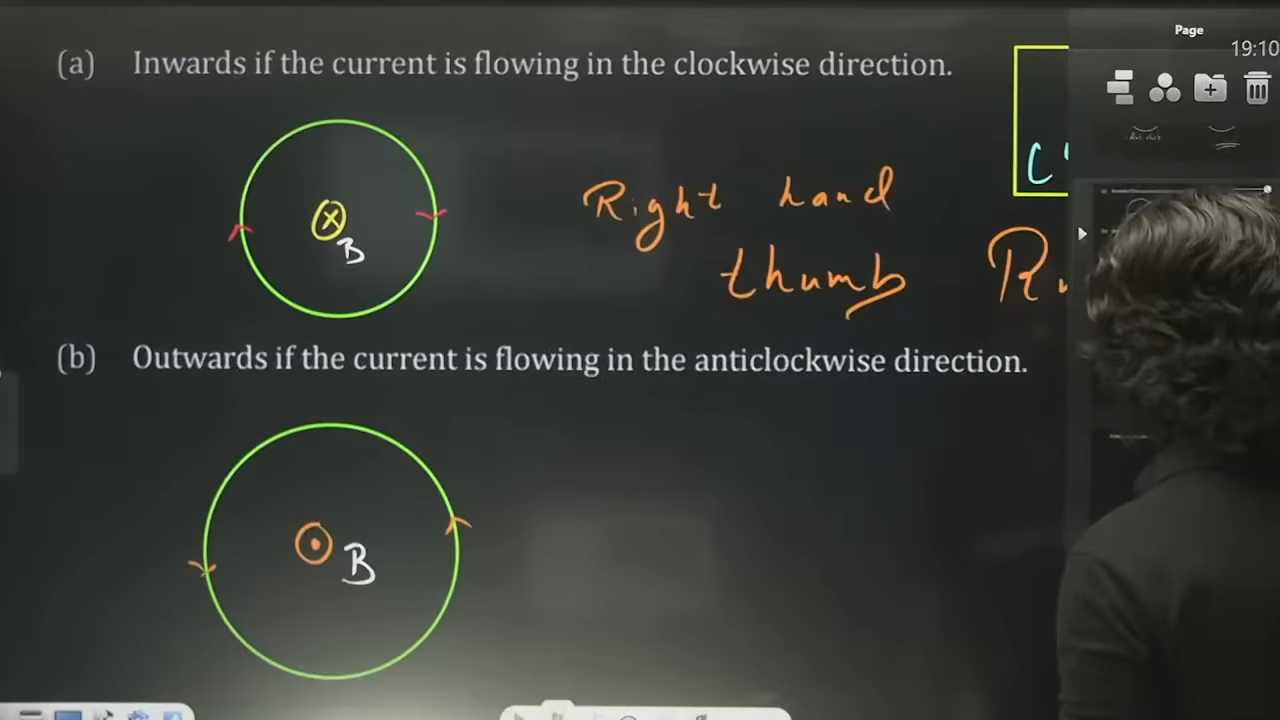 Page
19:10
(a) Inwards if the current is flowing in the clockwise direction.
B
Right hand
thumb
(b) Outwards if the current is flowing in the anticlockwise direction.
B